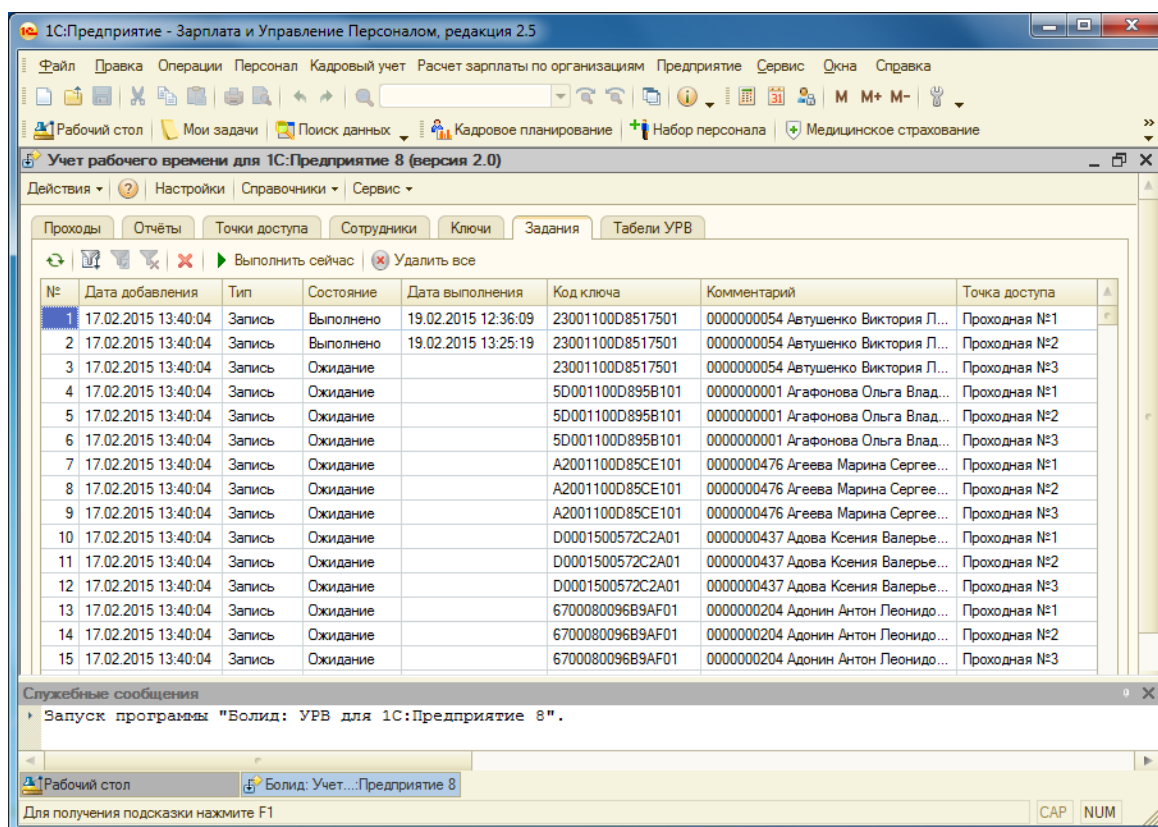 1С:Предприятие - Зарплата и Управление Персоналом, редакция 2.5
Файл Правка Операции Персонал Кадровый учет Расчет зарплаты по организациям Предприятие Сервис Окна Справка
M M+ M-
Рабочий стол Мои задачи Поиск данных Кадровое планирование Набор персонала Медицинское страхование
Учет рабочего времени для 1С:Предприятие 8 (версия 2.0)
Действия Настройки Справочники Сервис
Проходы Отчёты Точки доступа Сотрудники Ключи Задания Табели УРВ
Выполнить сейчас Удалить все
№ Дата добавления Тип Состояние Дата выполнения Код ключа Комментарий Точка доступа
1 17.02.2015 13:40:04 Запись Выполнено 19.02.2015 12:36:09 23001100D8517501 0000000054 Автушенко Виктория Л... Проходная №1
2 17.02.2015 13:40:04 Запись Выполнено 19.02.2015 13:25:19 23001100D8517501 0000000054 Автушенко Виктория Л... Проходная №2
3 17.02.2015 13:40:04 Запись Ожидание 23001100D8517501 0000000054 Автушенко Виктория Л... Проходная №3
4 17.02.2015 13:40:04 Запись Ожидание 5D001100D895B101 0000000001 Агафонова Ольга Влад... Проходная №1
5 17.02.2015 13:40:04 Запись Ожидание 5D001100D895B101 0000000001 Агафонова Ольга Влад... Проходная №2
6 17.02.2015 13:40:04 Запись Ожидание 5D001100D895B101 0000000001 Агафонова Ольга Влад... Проходная №3
7 17.02.2015 13:40:04 Запись Ожидание A2001100D85CE101 0000000476 Агеева Марина Сергее... Проходная №1
8 17.02.2015 13:40:04 Запись Ожидание A2001100D85CE101 0000000476 Агеева Марина Сергее... Проходная №2
9 17.02.2015 13:40:04 Запись Ожидание A2001100D85CE101 0000000476 Агеева Марина Сергее... Проходная №3
10 17.02.2015 13:40:04 Запись Ожидание D0001500572C2A01 0000000437 Адова Ксения Валерье... Проходная №1
11 17.02.2015 13:40:04 Запись Ожидание D0001500572C2A01 0000000437 Адова Ксения Валерье... Проходная №2
12 17.02.2015 13:40:04 Запись Ожидание D0001500572C2A01 0000000437 Адова Ксения Валерье... Проходная №3
13 17.02.2015 13:40:04 Запись Ожидание 6700080096B9AF01 0000000204 Адонин Антон Леонидо... Проходная №1
14 17.02.2015 13:40:04 Запись Ожидание 6700080096B9AF01 0000000204 Адонин Антон Леонидо... Проходная №2
15 17.02.2015 13:40:04 Запись Ожидание 6700080096B9AF01 0000000204 Адонин Антон Леонидо... Проходная №3
Служебные сообщения
Запуск программы "Болид: УРВ для 1С:Предприятие 8".
Рабочий стол Болид: Учет...:Предприятие 8
Для получения подсказки нажмите F1 CAP NUM